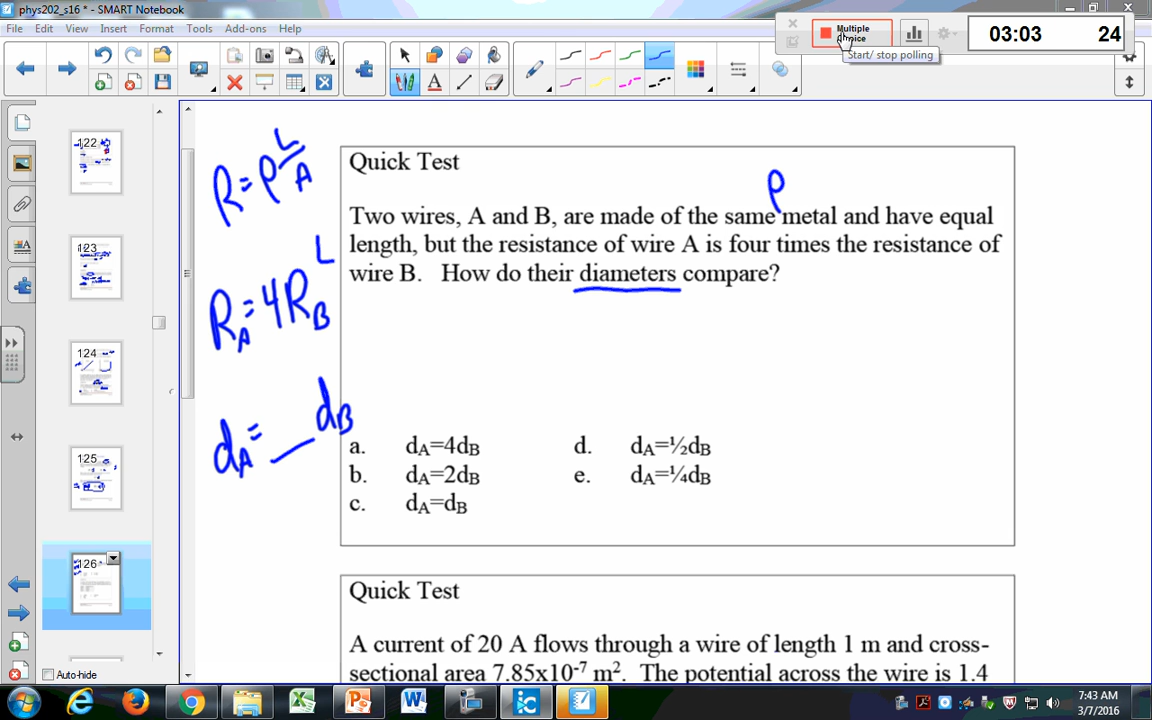 phys202_s16 * - SMART Notebook
File Edit View Insert Format Tools Add-ons Help
Multiple
Choice
03:03 24
Start/ stop polling
122
123
124
125
126
Auto-hide
R=ρL/A
R_A=4R_B
d_A=__d_B
Quick Test
ρ
Two wires, A and B, are made of the same metal and have equal
length, but the resistance of wire A is four times the resistance of
L
wire B. How do their diameters compare?
a. dA=4dB d. dA=½dB
b. dA=2dB e. dA=¼dB
c. dA=dB
Quick Test
A current of 20 A flows through a wire of length 1 m and cross-
sectional area 7.85x10⁻⁷ m². The potential across the wire is 1.4
7:43 AM
3/7/2016